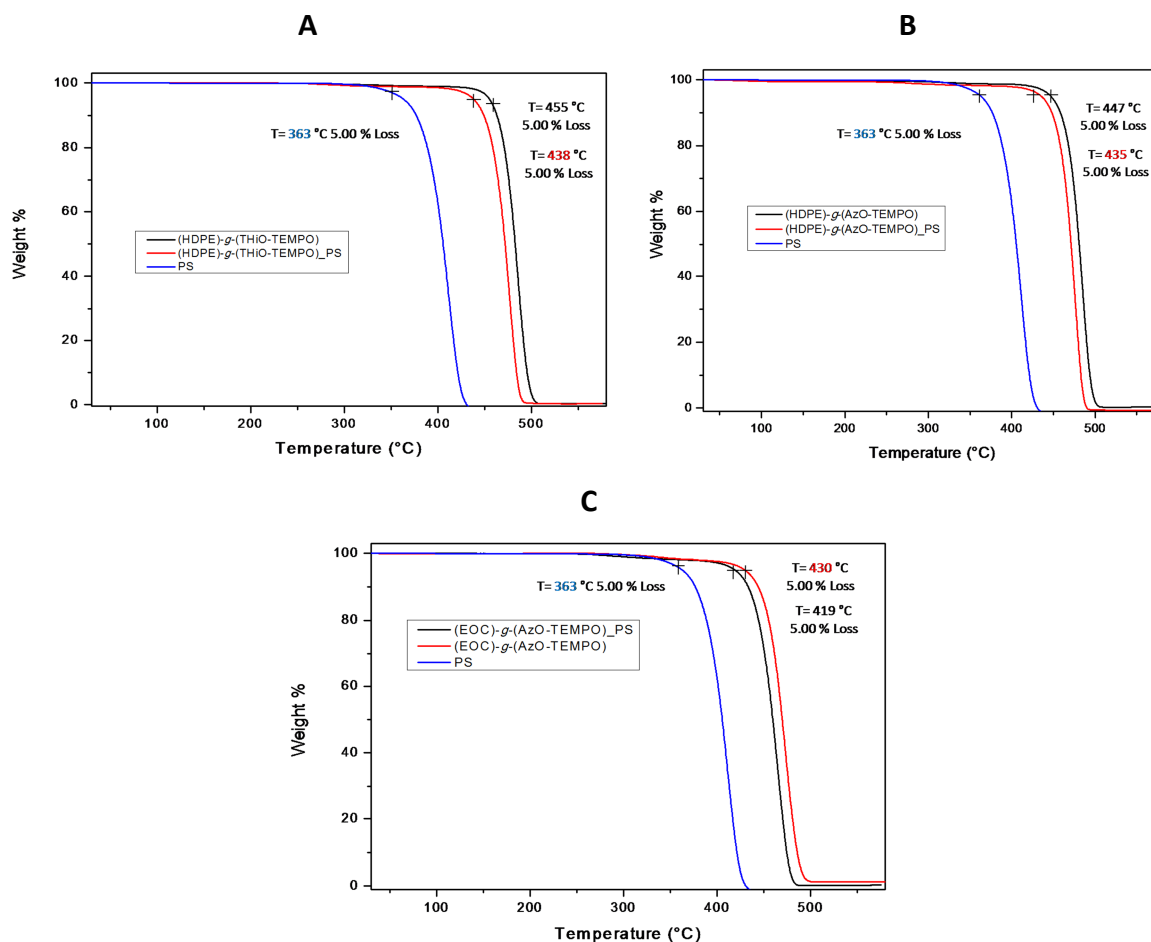 A
100
80
60
40
20
0
Weight %
T= 455 °C
5.00 % Loss
T= 363 °C 5.00 % Loss
T= 438 °C
5.00 % Loss
(HDPE)-g-(THiO-TEMPO)
(HDPE)-g-(THiO-TEMPO)_PS
PS
100 200 300 400 500
Temperature (°C)
B
100
80
60
40
20
0
Weight %
T= 447 °C
5.00 % Loss
T= 363 °C 5.00 % Loss
T= 435 °C
5.00 % Loss
(HDPE)-g-(AzO-TEMPO)
(HDPE)-g-(AzO-TEMPO)_PS
PS
100 200 300 400 500
Temperature (°C)
C
100
80
60
40
20
0
Weight %
T= 430 °C
5.00 % Loss
T= 363 °C 5.00 % Loss
T= 419 °C
5.00 % Loss
(EOC)-g-(AzO-TEMPO)_PS
(EOC)-g-(AzO-TEMPO)
PS
100 200 300 400 500
Temperature (°C)